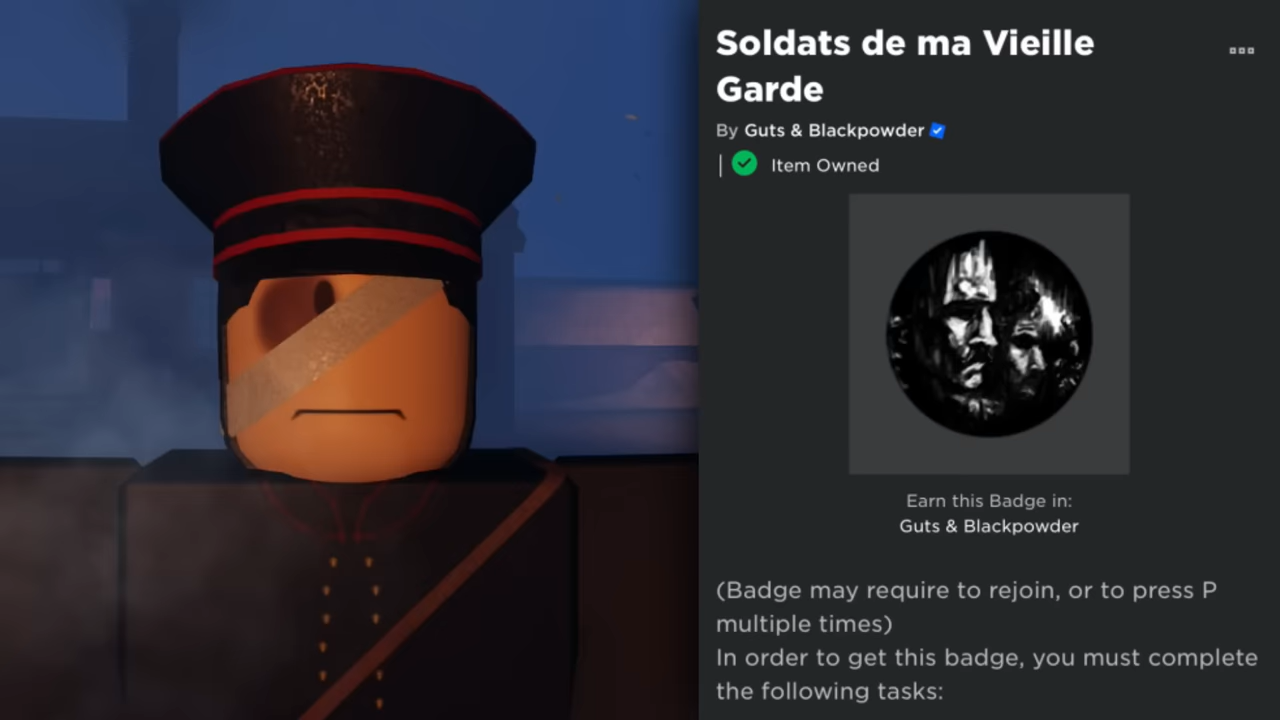 Soldats de ma Vieille
Garde
By Guts & Blackpowder
Item Owned
Earn this Badge in:
Guts & Blackpowder
(Badge may require to rejoin, or to press P
multiple times)
In order to get this badge, you must complete
the following tasks: